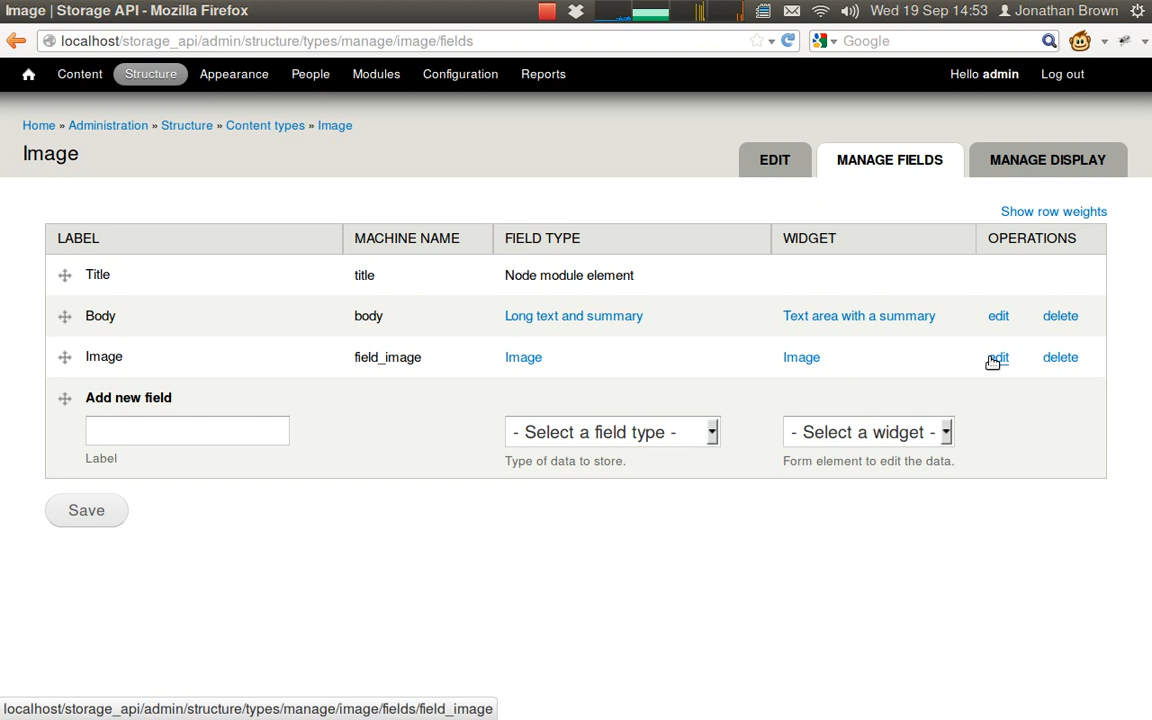 Image | Storage API - Mozilla Firefox
Wed 19 Sep 14:53 Jonathan Brown
localhost/storage_api/admin/structure/types/manage/image/fields
Google
Content Structure Appearance People Modules Configuration Reports
Hello admin Log out
Home » Administration » Structure » Content types » Image
Image
EDIT MANAGE FIELDS MANAGE DISPLAY
Show row weights
LABEL MACHINE NAME FIELD TYPE WIDGET OPERATIONS
Title title Node module element
Body body Long text and summary Text area with a summary edit delete
Image field_image Image Image edit delete
Add new field
- Select a field type - - Select a widget -
Label Type of data to store. Form element to edit the data.
Save
localhost/storage_api/admin/structure/types/manage/image/fields/field_image